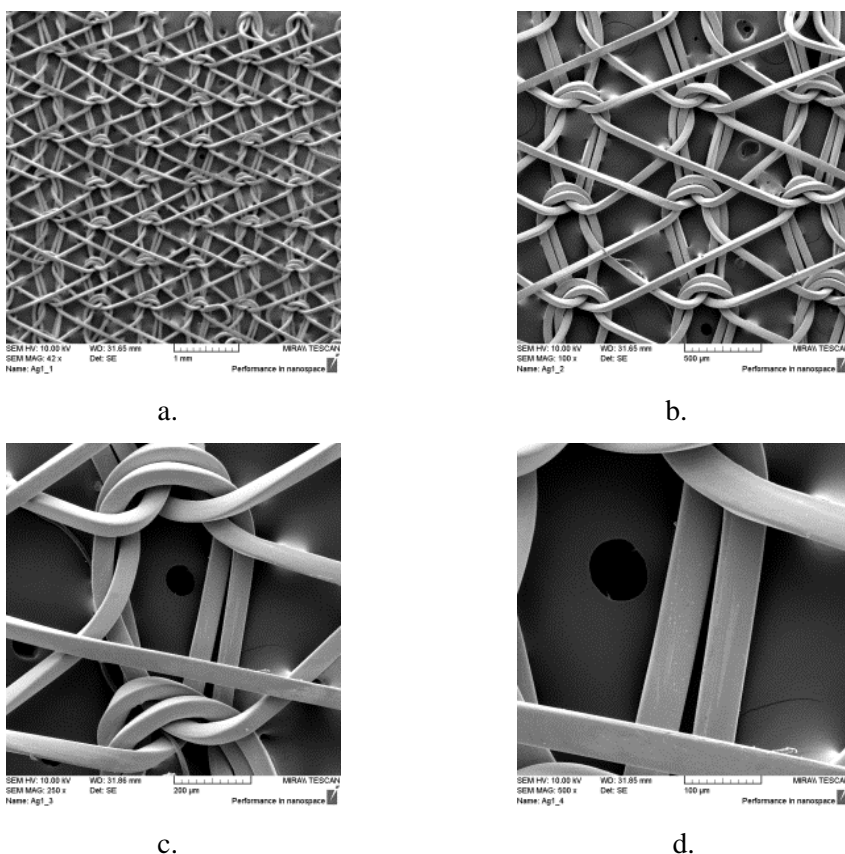 SEM HV: 10.00 kV WD: 31.65 mm MIRA\\ TESCAN
SEM MAG: 42 x Det: SE 1 mm
Name: Ag1_1 Performance in nanospace
SEM HV: 10.00 kV WD: 31.65 mm MIRA\\ TESCAN
SEM MAG: 100 x Det: SE 500 µm
Name: Ag1_2 Performance in nanospace
a.
b.
SEM HV: 10.00 kV WD: 31.86 mm MIRA\\ TESCAN
SEM MAG: 250 x Det: SE 200 µm
Name: Ag1_3 Performance in nanospace
SEM HV: 10.00 kV WD: 31.85 mm MIRA\\ TESCAN
SEM MAG: 500 x Det: SE 100 µm
Name: Ag1_4 Performance in nanospace
c.
d.